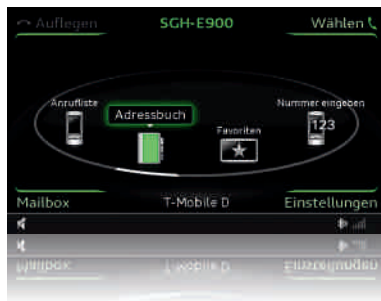 Auflegen SGH-E900 Wählen
Anrufliste Adressbuch Favoriten Nummer eingeben
123
Mailbox T-Mobile D Einstellungen